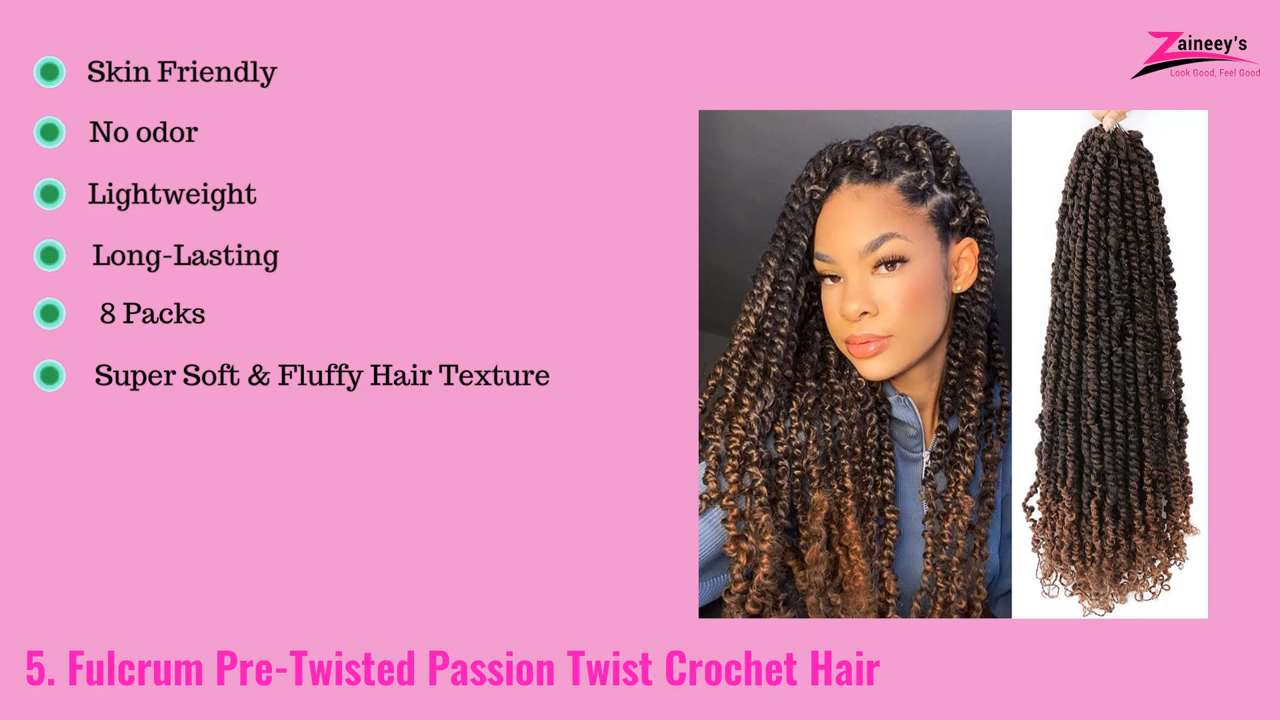 Zaineey's
Look Good, Feel Good
Skin Friendly
No odor
Lightweight
Long-Lasting
8 Packs
Super Soft & Fluffy Hair Texture
5. Fulcrum Pre-Twisted Passion Twist Crochet Hair